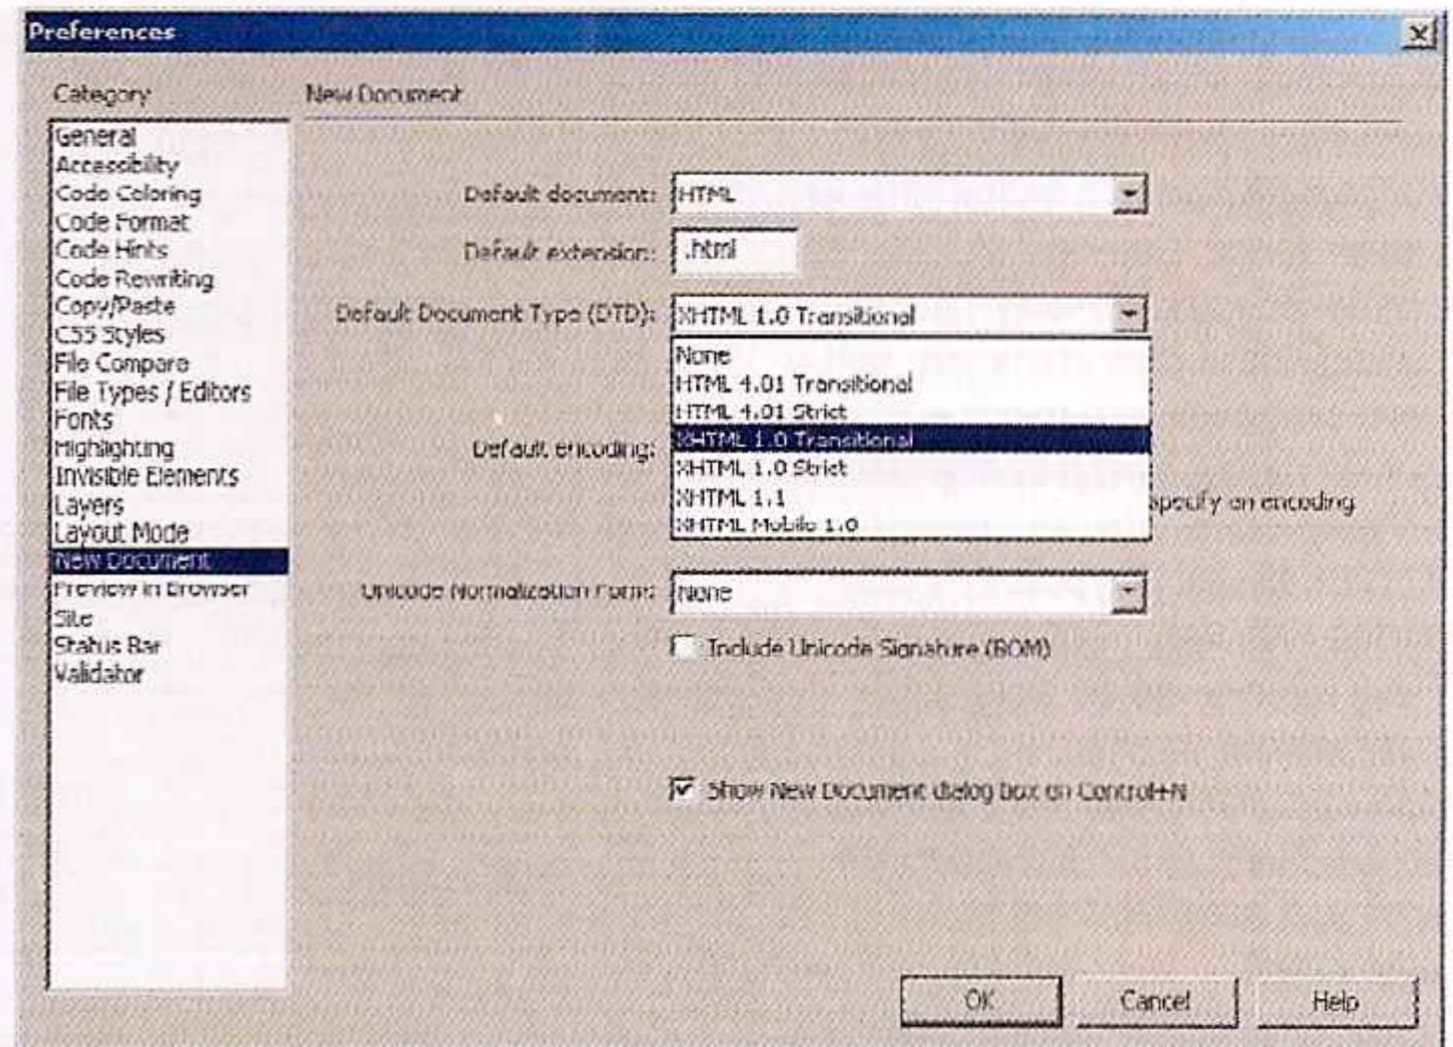 Preferences
Category
New Document
General
Accessibility
Code Coloring
Code Format
Code Hints
Code Rewriting
Copy/Paste
CSS Styles
File Compare
File Types / Editors
Fonts
Highlighting
Invisible Elements
Layers
Layout Mode
New Document
Preview in Browser
Site
Status Bar
Validator
Default document: HTML
Default extension: .html
Default Document Type (DTD): XHTML 1.0 Transitional
None
HTML 4.01 Transitional
HTML 4.01 Strict
Default encoding: XHTML 1.0 Transitional
XHTML 1.0 Strict
XHTML 1.1
specify an encoding
XHTML Mobile 1.0
Unicode Normalization Form: None
Include Unicode Signature (BOM)
Show New Document dialog box on Control+N
OK
Cancel
Help